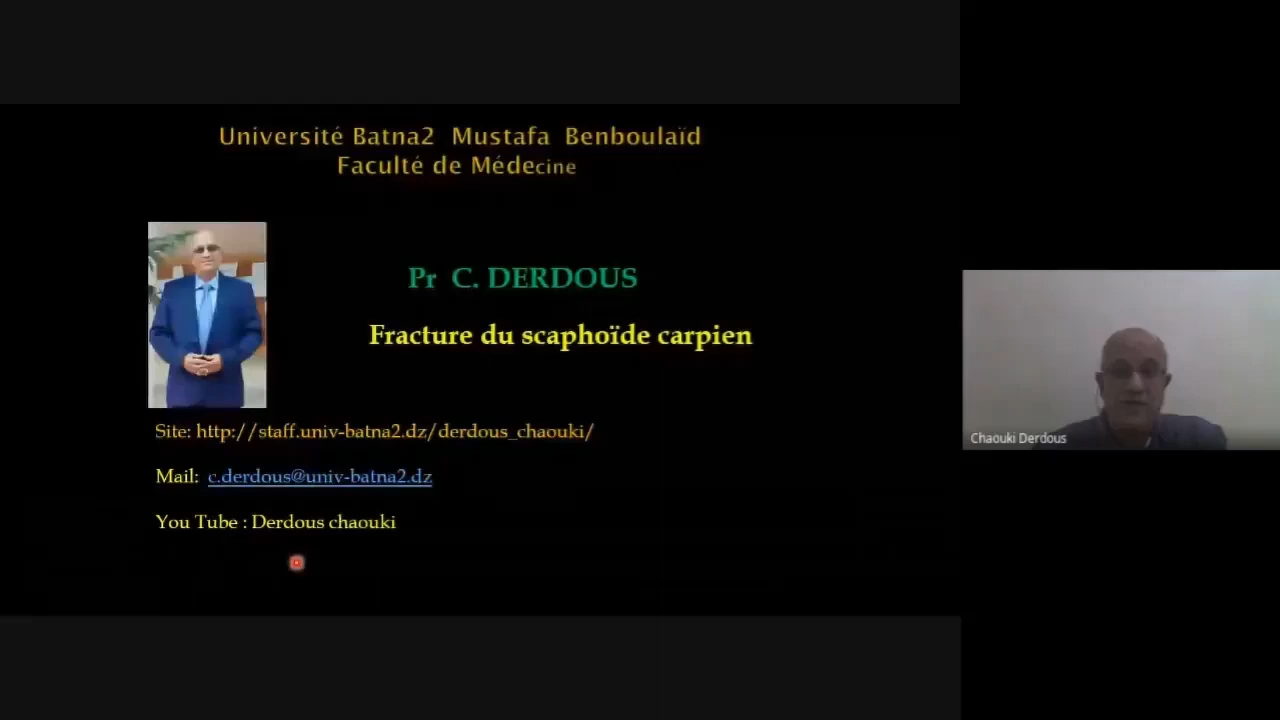 Université Batna2 Mustafa Benboulaïd
Faculté de Médecine
Pr C. DERDOUS
Fracture du scaphoïde carpien
Site: http://staff.univ-batna2.dz/derdous_chaouki/
Mail: c.derdous@univ-batna2.dz
You Tube : Derdous chaouki
Chaouki Derdous